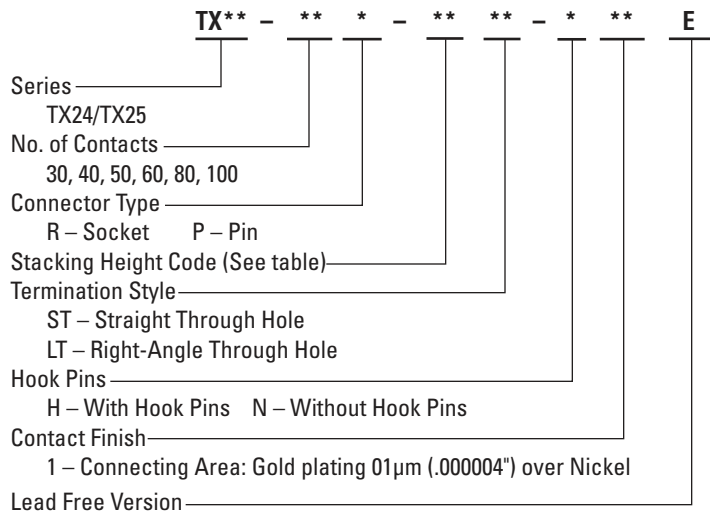 TX** – ** * – ** ** – * ** E
Series
TX24/TX25
No. of Contacts
30, 40, 50, 60, 80, 100
Connector Type
R – Socket P – Pin
Stacking Height Code (See table)
Termination Style
ST – Straight Through Hole
LT – Right-Angle Through Hole
Hook Pins
H – With Hook Pins N – Without Hook Pins
Contact Finish
1 – Connecting Area: Gold plating 01µm (.000004") over Nickel
Lead Free Version